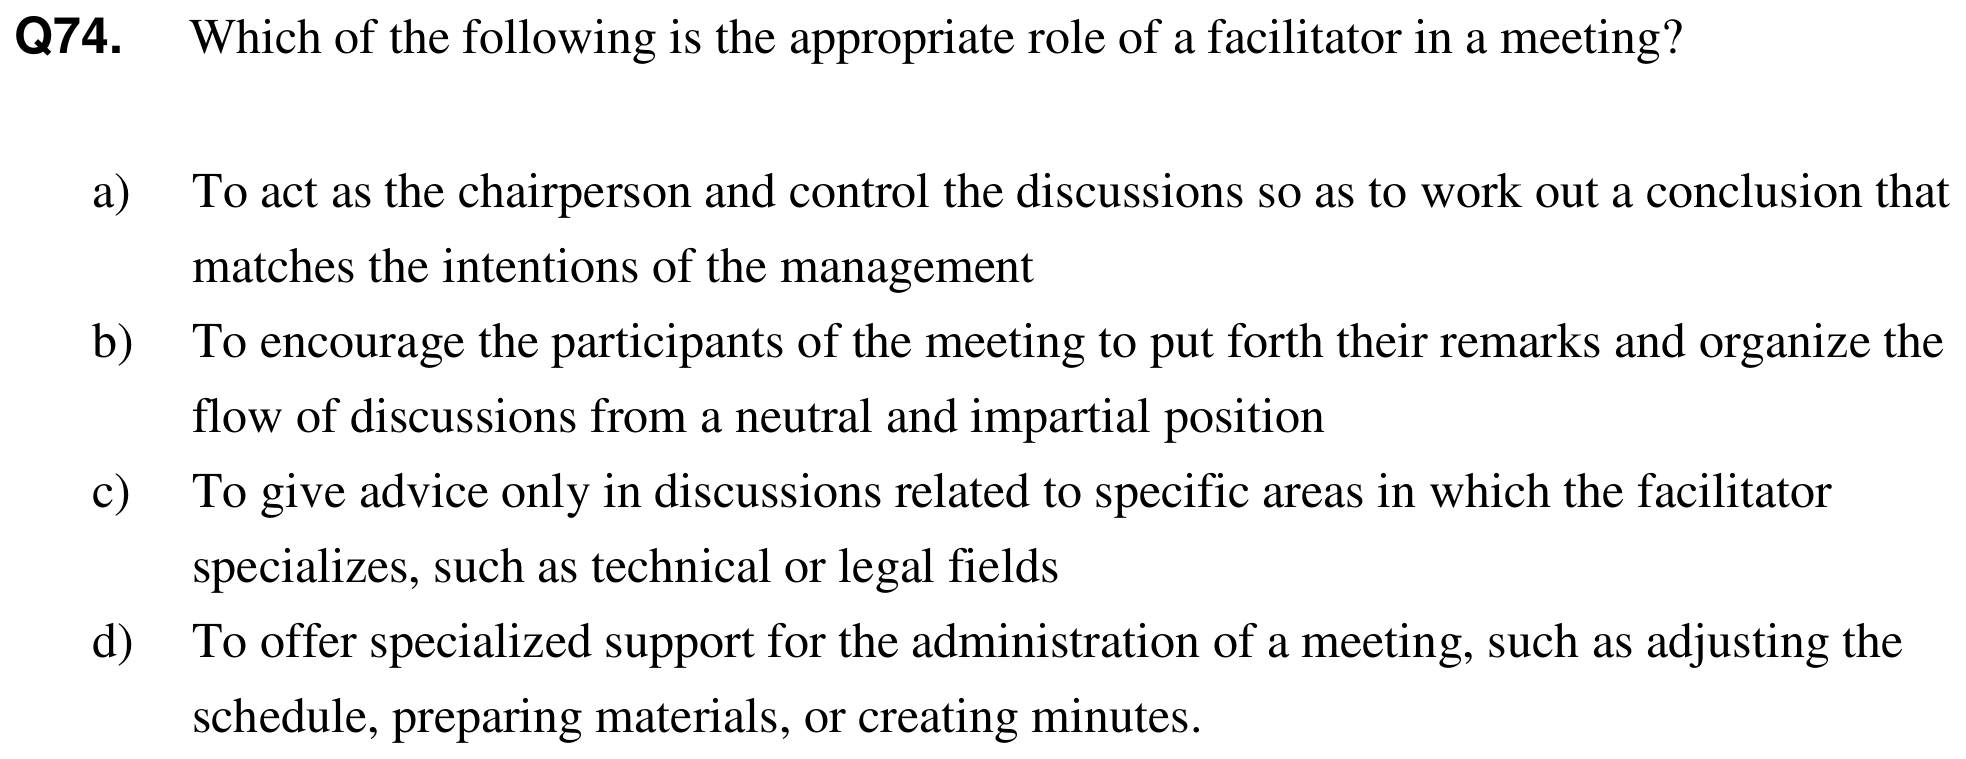 Q74. Which of the following is the appropriate role of a facilitator in a meeting?
a) To act as the chairperson and control the discussions so as to work out a conclusion that
matches the intentions of the management
b) To encourage the participants of the meeting to put forth their remarks and organize the
flow of discussions from a neutral and impartial position
c) To give advice only in discussions related to specific areas in which the facilitator
specializes, such as technical or legal fields
d) To offer specialized support for the administration of a meeting, such as adjusting the
schedule, preparing materials, or creating minutes.